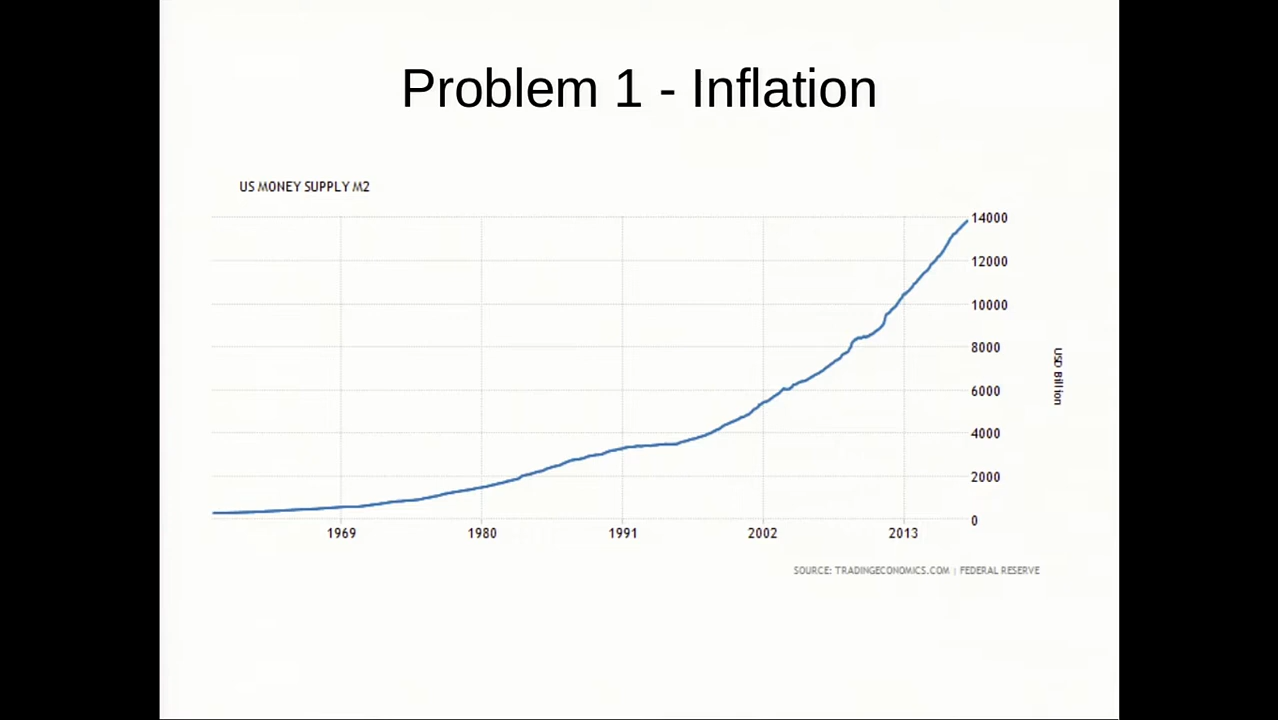 Problem 1 - Inflation
US MONEY SUPPLY M2
14000
12000
10000
8000
6000
4000
2000
0
USD Billion
1969 1980 1991 2002 2013
SOURCE: TRADINGECONOMICS.COM | FEDERAL RESERVE